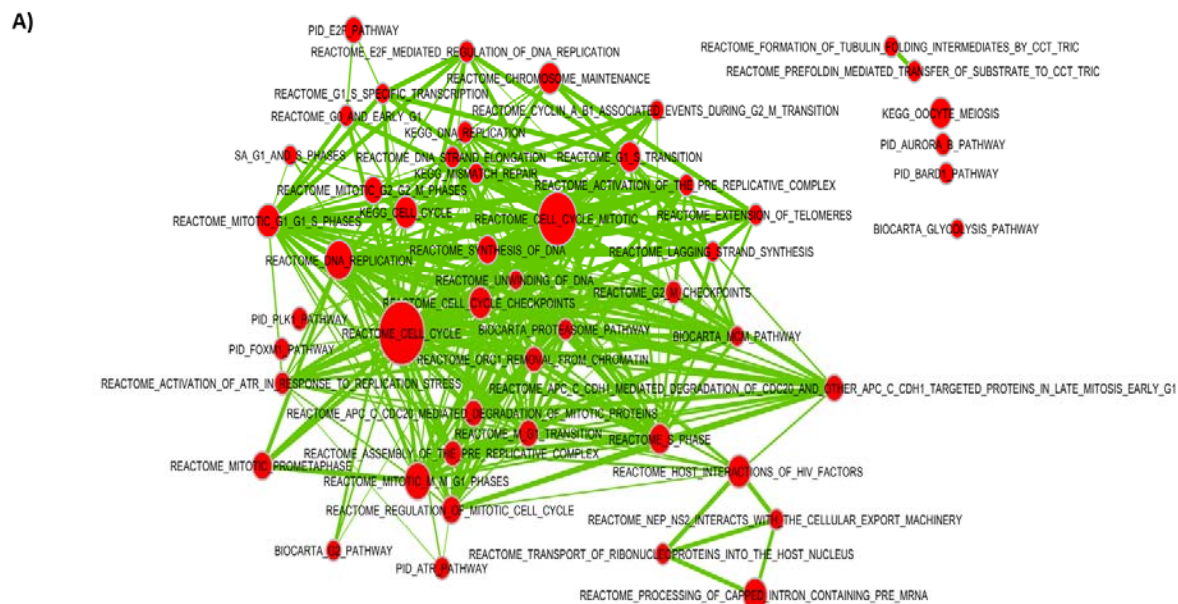 A)
PID_E2F_PATHWAY
REACTOME_E2F_MEDIATED_REGULATION_OF_DNA_REPLICATION
REACTOME_FORMATION_OF_TUBULIN_FOLDING_INTERMEDIATES_BY_CCT_TRIC
REACTOME_PREFOLDIN_MEDIATED_TRANSFER_OF_SUBSTRATE_TO_CCT_TRIC
REACTOME_CHROMOSOME_MAINTENANCE
REACTOME_G1_S_SPECIFIC_TRANSCRIPTION
REACTOME_CYCLIN_A_B1_ASSOCIATED_EVENTS_DURING_G2_M_TRANSITION
KEGG_OOCYTE_MEIOSIS
REACTOME_G0_AND_EARLY_G1
KEGG_DNA_REPLICATION
PID_AURORA_B_PATHWAY
SA_G1_AND_S_PHASES
REACTOME_DNA_STRAND_ELONGATION
REACTOME_G1_S_TRANSITION
KEGG_MISMATCH_REPAIR
PID_BARD1_PATHWAY
REACTOME_MITOTIC_G2_G2_M_PHASES
REACTOME_ACTIVATION_OF_THE_PRE_REPLICATIVE_COMPLEX
REACTOME_MITOTIC_G1_G1_S_PHASES
KEGG_CELL_CYCLE
REACTOME_CELL_CYCLE_MITOTIC
REACTOME_EXTENSION_OF_TELOMERES
BIOCARTA_GLYCOLYSIS_PATHWAY
REACTOME_SYNTHESIS_OF_DNA
REACTOME_LAGGING_STRAND_SYNTHESIS
REACTOME_DNA_REPLICATION
REACTOME_UNWINDING_OF_DNA
REACTOME_G2_M_CHECKPOINTS
REACTOME_CELL_CYCLE_CHECKPOINTS
PID_PLK1_PATHWAY
REACTOME_CELL_CYCLE
BIOCARTA_PROTEASOME_PATHWAY
BIOCARTA_MCM_PATHWAY
PID_FOXM1_PATHWAY
REACTOME_ORC1_REMOVAL_FROM_CHROMATIN
REACTOME_ACTIVATION_OF_ATR_IN_RESPONSE_TO_REPLICATION_STRESS
REACTOME_APC_C_CDH1_MEDIATED_DEGRADATION_OF_CDC20_AND_OTHER_APC_C_CDH1_TARGETED_PROTEINS_IN_LATE_MITOSIS_EARLY_G1
REACTOME_APC_C_CDC20_MEDIATED_DEGRADATION_OF_MITOTIC_PROTEINS
REACTOME_M_G1_TRANSITION
REACTOME_S_PHASE
REACTOME_ASSEMBLY_OF_THE_PRE_REPLICATIVE_COMPLEX
REACTOME_MITOTIC_PROMETAPHASE
REACTOME_HOST_INTERACTIONS_OF_HIV_FACTORS
REACTOME_MITOTIC_M_M_G1_PHASES
REACTOME_REGULATION_OF_MITOTIC_CELL_CYCLE
REACTOME_NEP_NS2_INTERACTS_WITH_THE_CELLULAR_EXPORT_MACHINERY
BIOCARTA_G2_PATHWAY
REACTOME_TRANSPORT_OF_RIBONUCLEOPROTEINS_INTO_THE_HOST_NUCLEUS
PID_ATR_PATHWAY
REACTOME_PROCESSING_OF_CAPPED_INTRON_CONTAINING_PRE_MRNA